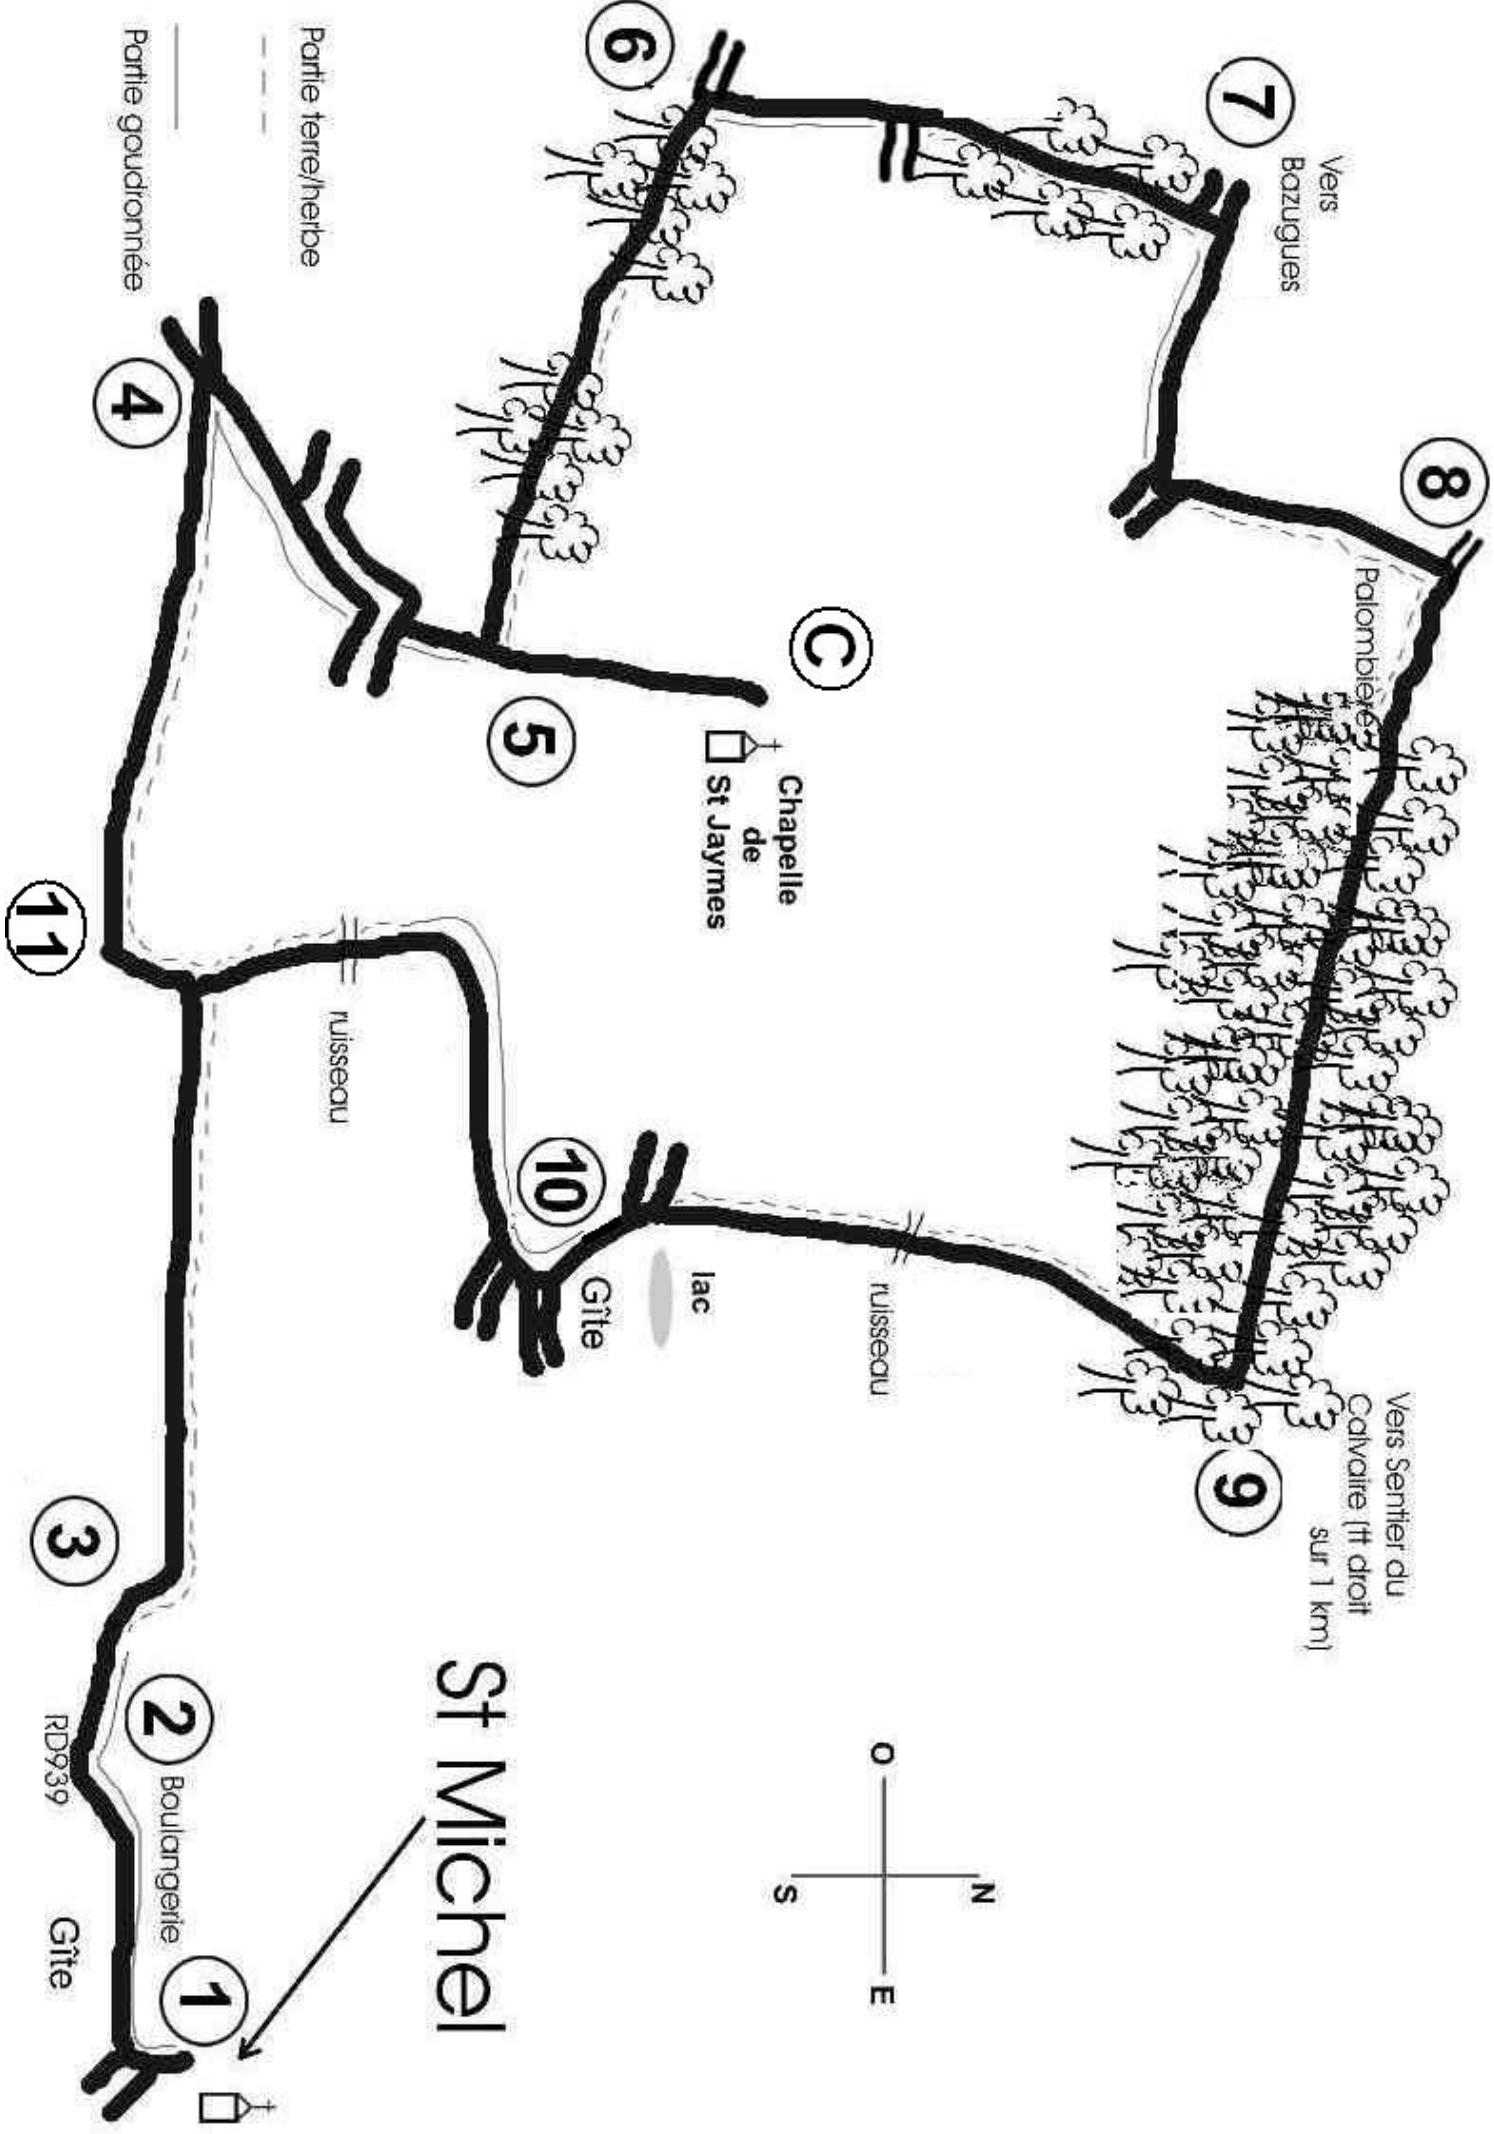 Vers Sentier du
Calvaire (tt droit
sur 1 km)
8
9
Palombière
7
Vers
Bazugues
N
O
E
S
ruisseau
C
Chapelle
de
St Jaymes
lac
6
Gîte
10
5
St Michel
ruisseau
Partie terre/herbe
Partie goudronnée
4
11
3
2
Boulangerie
RD939
1
Gîte